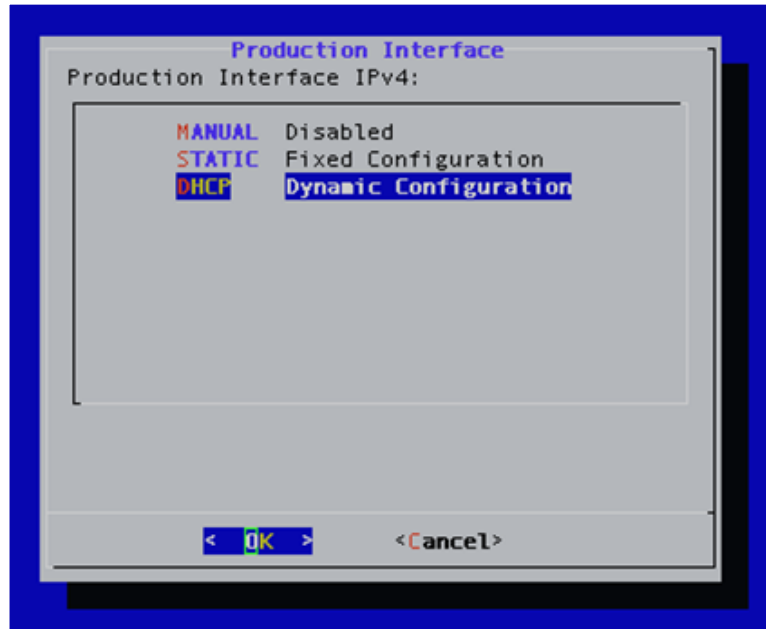 Production Interface
Production Interface IPv4:
MANUAL Disabled
STATIC Fixed Configuration
DHCP Dynamic Configuration
< OK > <Cancel>